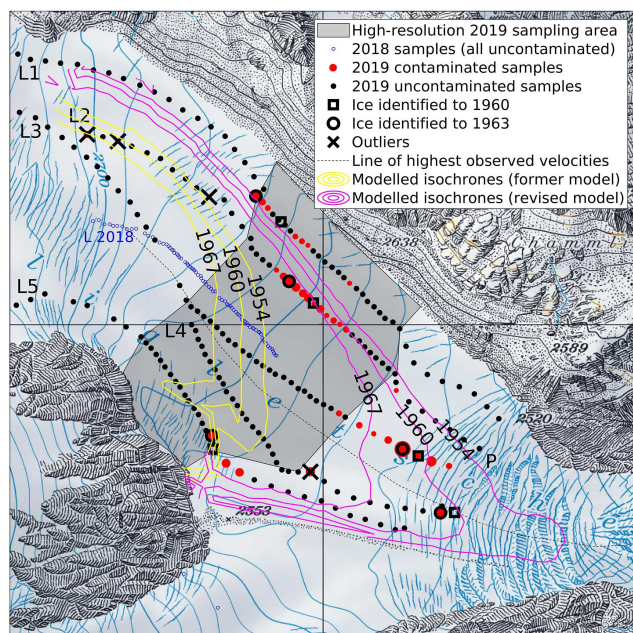 High-resolution 2019 sampling area
2018 samples (all uncontaminated)
2019 contaminated samples
2019 uncontaminated samples
Ice identified to 1960
Ice identified to 1963
Outliers
Line of highest observed velocities
Modelled isochrones (former model)
Modelled isochrones (revised model)
L1
L2
L3
2800
L 2018
2638
h a m m l
1967
1960
1954
L5
L4
l
i
e
t
s
c
h
2589
1967
1960
1954
2520
P
2553